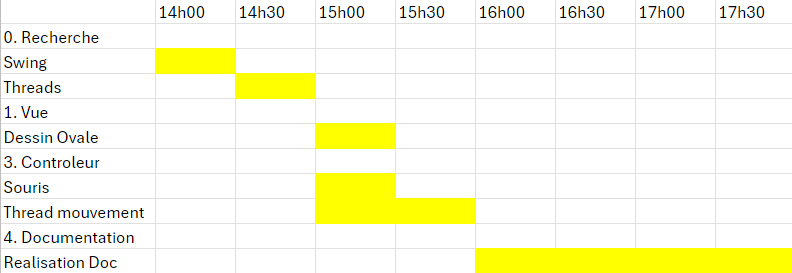 14h00 14h30 15h00 15h30 16h00 16h30 17h00 17h30
0. Recherche
Swing
Threads
1. Vue
Dessin Ovale
3. Controleur
Souris
Thread mouvement
4. Documentation
Realisation Doc